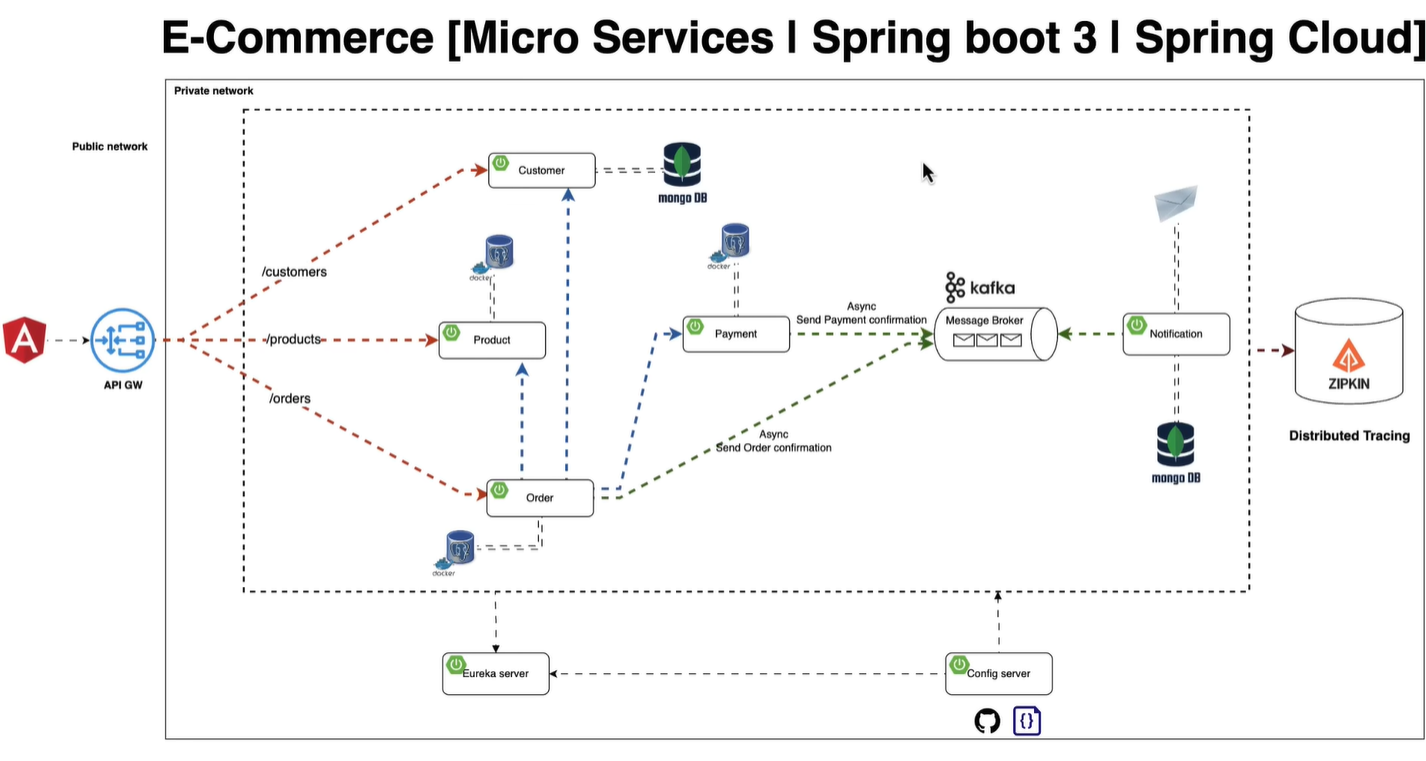 E-Commerce [Micro Services | Spring boot 3 | Spring Cloud]
Private network
Public network
Customer
mongo DB
/customers
docker
docker
kafka
Async
Send Payment confirmation
Message Broker
/products
Product
Payment
Notification
API GW
ZIPKIN
/orders
Distributed Tracing
Async
Send Order confirmation
mongo DB
Order
docker
Eureka server
Config server
{}